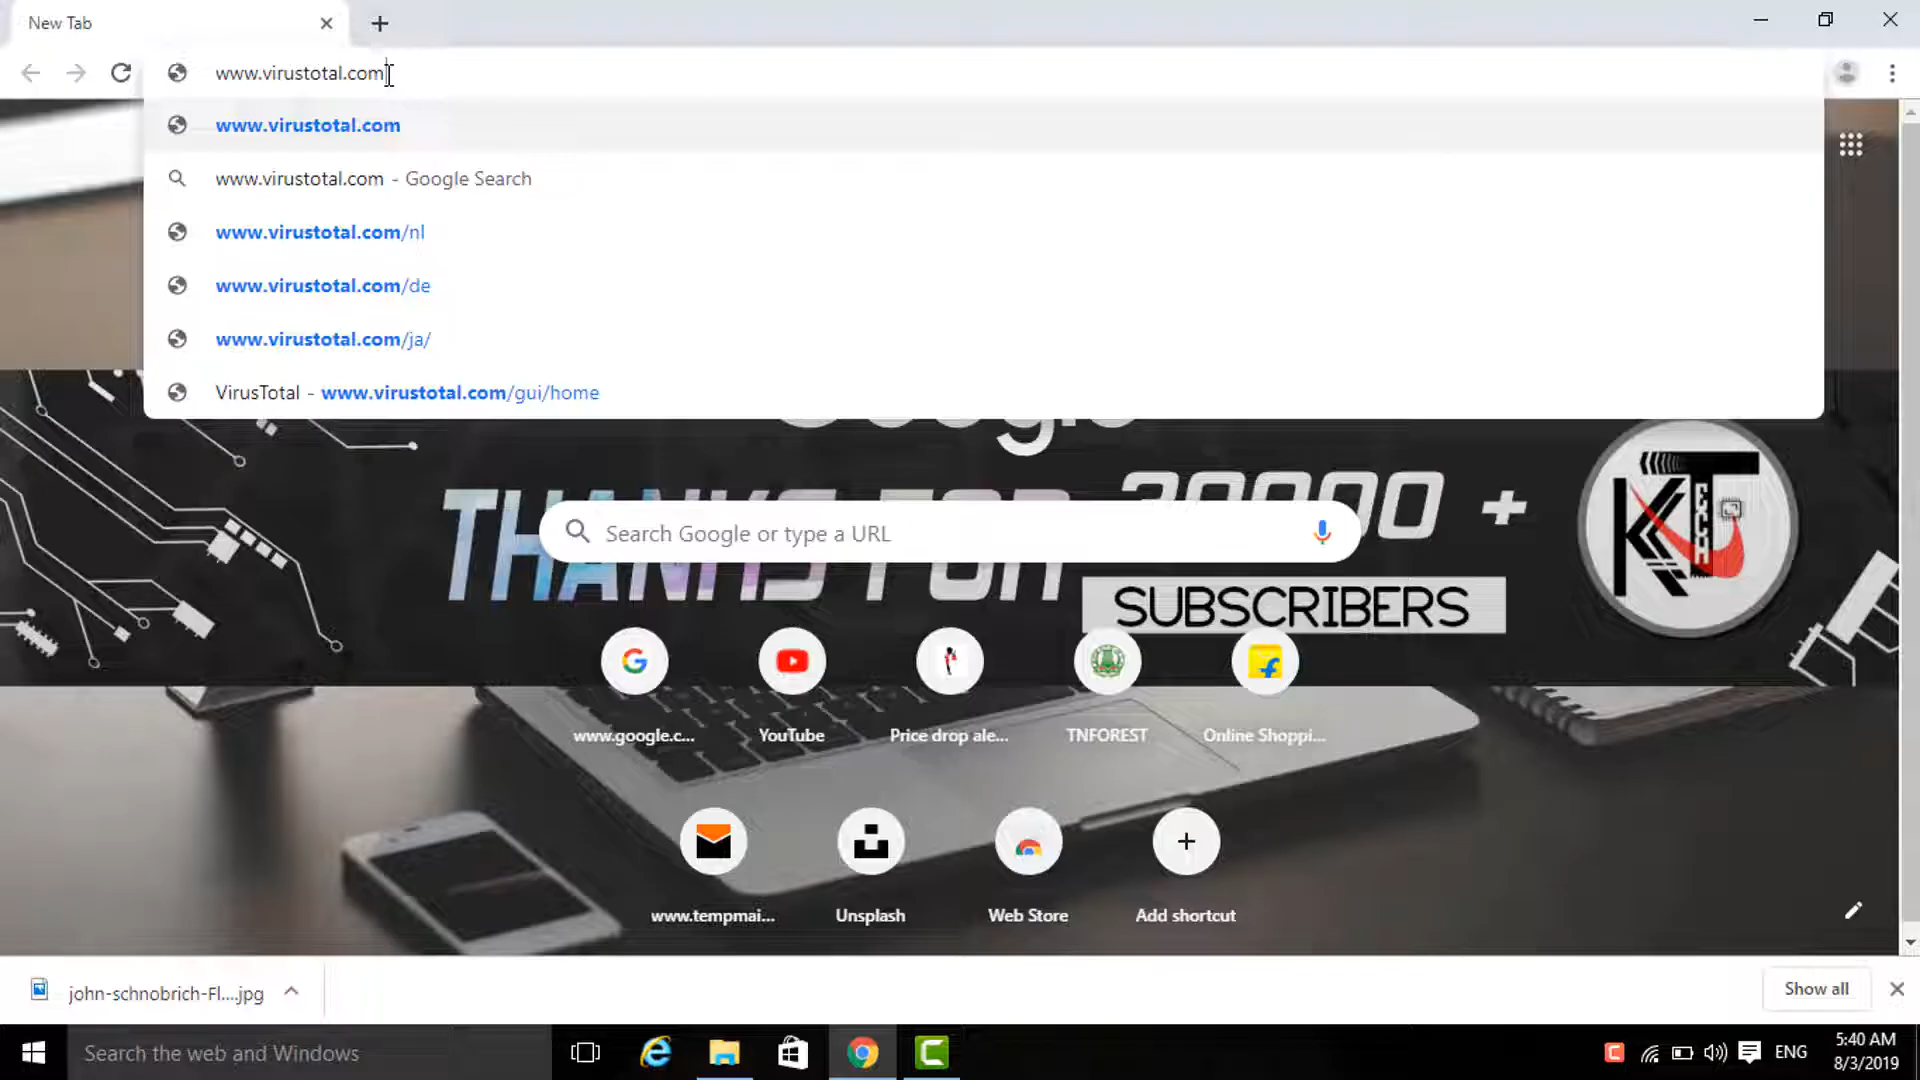 New Tab
www.virustotal.com
www.virustotal.com
www.virustotal.com - Google Search
www.virustotal.com/nl
www.virustotal.com/de
www.virustotal.com/ja/
VirusTotal - www.virustotal.com/gui/home
THANKS FOR 30000 +
Search Google or type a URL
SUBSCRIBERS
www.google.c...
YouTube
Price drop ale...
TNFOREST
Online Shoppi...
www.tempmai...
Unsplash
Web Store
Add shortcut
john-schnobrich-Fl....jpg
Show all
Search the web and Windows
ENG
5:40 AM
8/3/2019